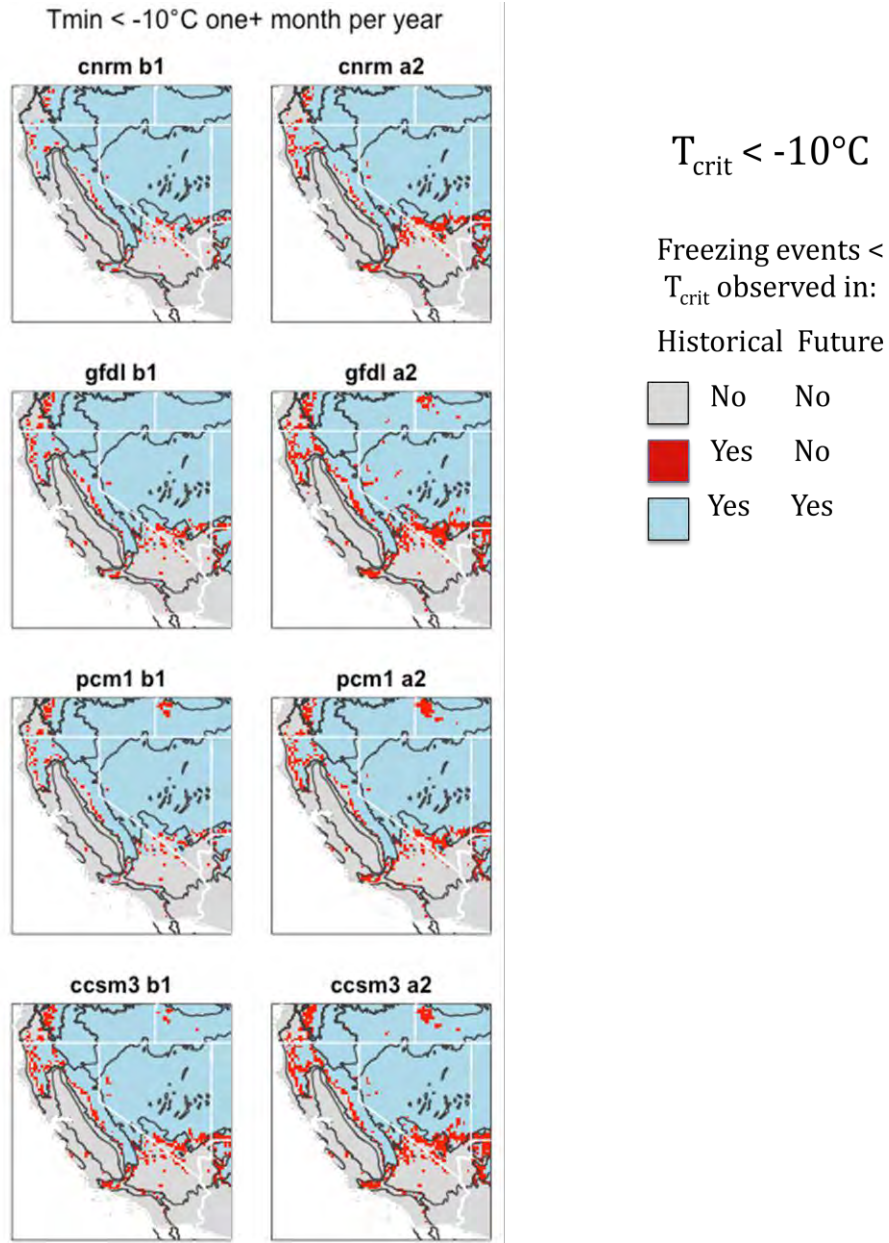 Tmin < -10°C one+ month per year
cnrm b1
cnrm a2
gfdl b1
gfdl a2
pcm1 b1
pcm1 a2
ccsm3 b1
ccsm3 a2
Tcrit < -10°C
Freezing events <
Tcrit observed in:
Historical Future
No No
Yes No
Yes Yes